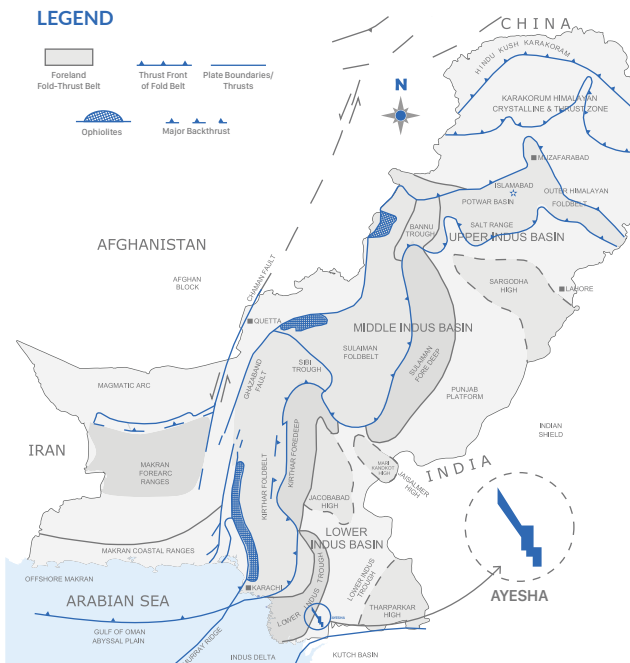 LEGEND
Foreland
Fold-Thrust Belt
Thrust Front
of Fold Belt
Plate Boundaries/
Thrusts
Ophiolites
Major Backthrust
N
CHINA
HINDU KUSH KARAKORAM
KARAKORUM HIMALAYAN
CRYSTALLINE & THRUST ZONE
MUZAFARABAD
ISLAMABAD
POTWAR BASIN
OUTER HIMALAYAN
FOLDBELT
BANNU
TROUGH
SALT RANGE
UPPER INDUS BASIN
AFGHANISTAN
AFGHAN
BLOCK
CHAMAN FAULT
SARGODHA
HIGH
LAHORE
QUETTA
MIDDLE INDUS BASIN
SULAIMAN
FOLDBELT
SULAIMAN
FORE DEEP
SIBI
TROUGH
GHAZABAND
FAULT
MAGMATIC ARC
PUNJAB
PLATFORM
INDIAN
SHIELD
IRAN
MAKRAN
FOREARC
RANGES
KIRTHAR FOLDBELT
KIRTHAR FOREDEEP
MARI
KANDKOT
HIGH
JAISALMER
HIGH
INDIA
JACOBABAD
HIGH
LOWER
INDUS BASIN
MAKRAN COASTAL RANGES
OFFSHORE MAKRAN
KARACHI
ARABIAN SEA
LOWER INDUS TROUGH
LOWER INDUS
TROUGH
THARPARKAR
HIGH
AYESHA
GULF OF OMAN
ABYSSAL PLAIN
MURRAY RIDGE
INDUS DELTA
KUTCH BASIN